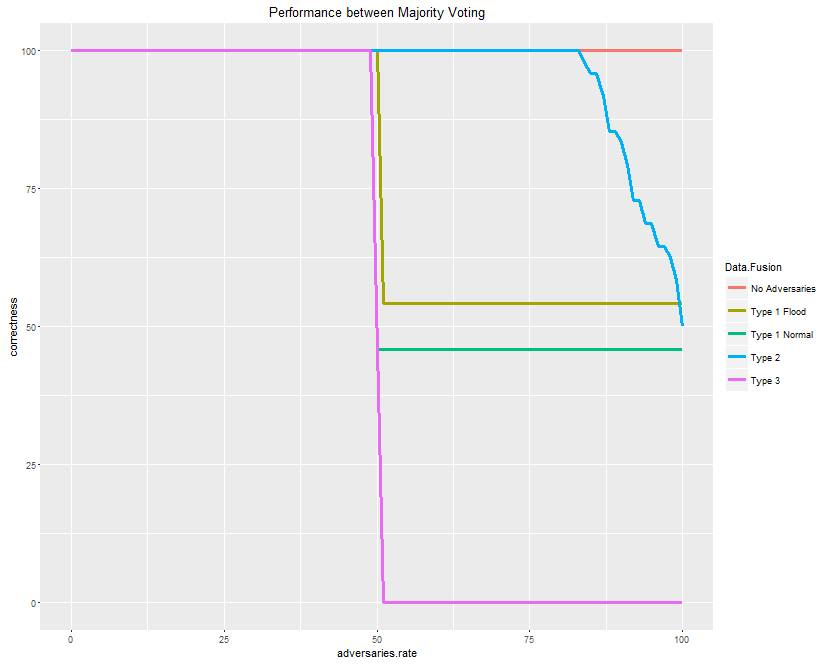 Performance between Majority Voting
100
75
50
25
0
correctness
0 25 50 75 100
adversaries.rate
Data.Fusion
No Adversaries
Type 1 Flood
Type 1 Normal
Type 2
Type 3